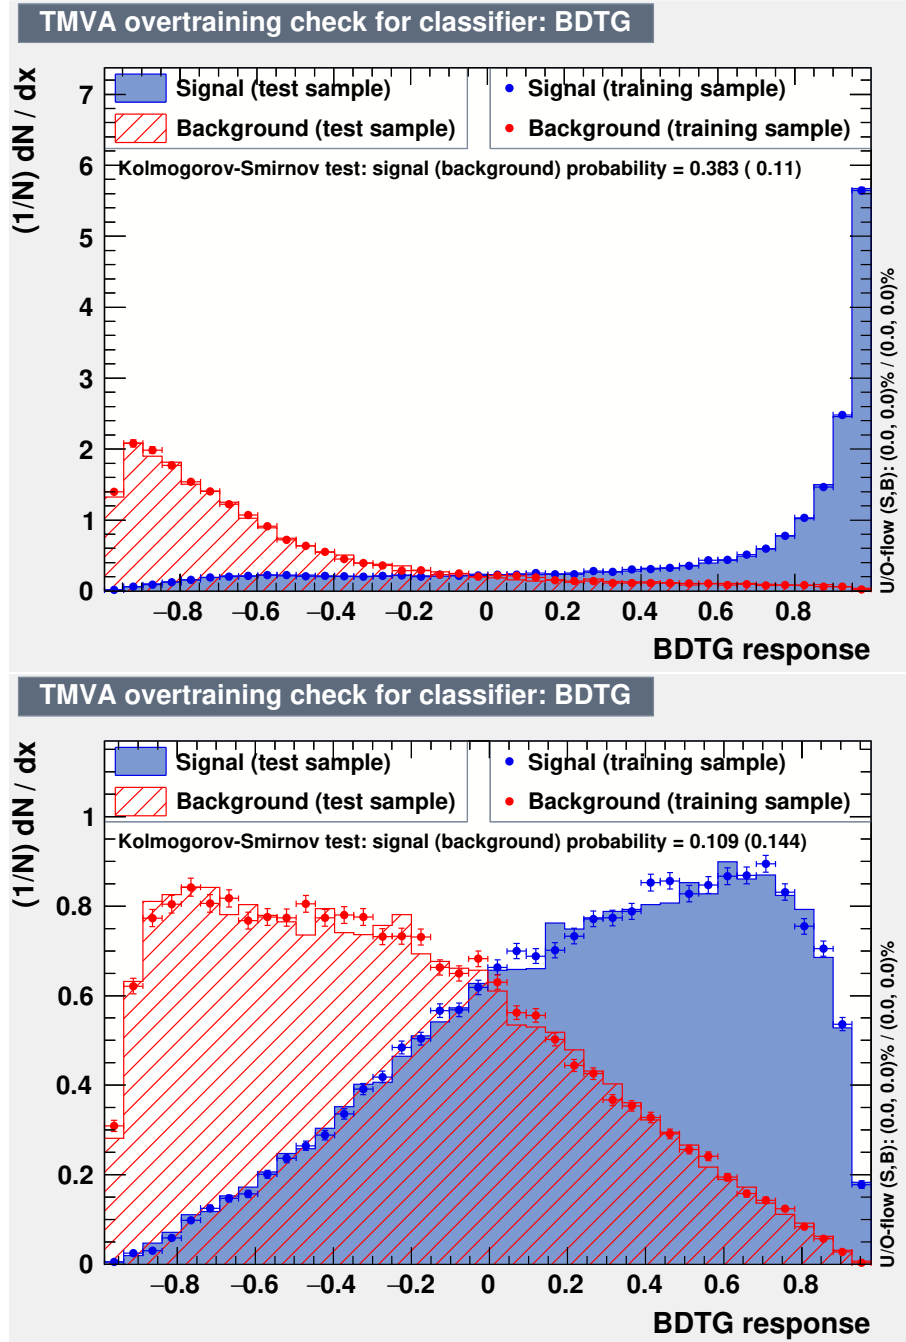 TMVA overtraining check for classifier: BDTG
(1/N) dN / dx
Signal (test sample)
Background (test sample)
Signal (training sample)
Background (training sample)
Kolmogorov-Smirnov test: signal (background) probability = 0.383 ( 0.11)
7
6
5
4
3
2
1
0
−0.8 −0.6 −0.4 −0.2 0 0.2 0.4 0.6 0.8
BDTG response
U/O-flow (S,B): (0.0, 0.0)% / (0.0, 0.0)%
TMVA overtraining check for classifier: BDTG
(1/N) dN / dx
Signal (test sample)
Background (test sample)
Signal (training sample)
Background (training sample)
Kolmogorov-Smirnov test: signal (background) probability = 0.109 (0.144)
1
0.8
0.6
0.4
0.2
0
−0.8 −0.6 −0.4 −0.2 0 0.2 0.4 0.6 0.8
BDTG response
U/O-flow (S,B): (0.0, 0.0)% / (0.0, 0.0)%